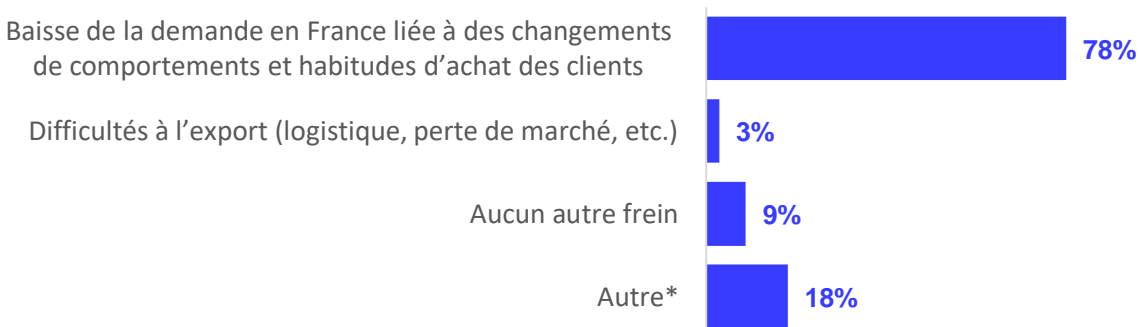 Baisse de la demande en France liée à des changements
de comportements et habitudes d’achat des clients
78%
Difficultés à l’export (logistique, perte de marché, etc.)
3%
Aucun autre frein
9%
Autre*
18%